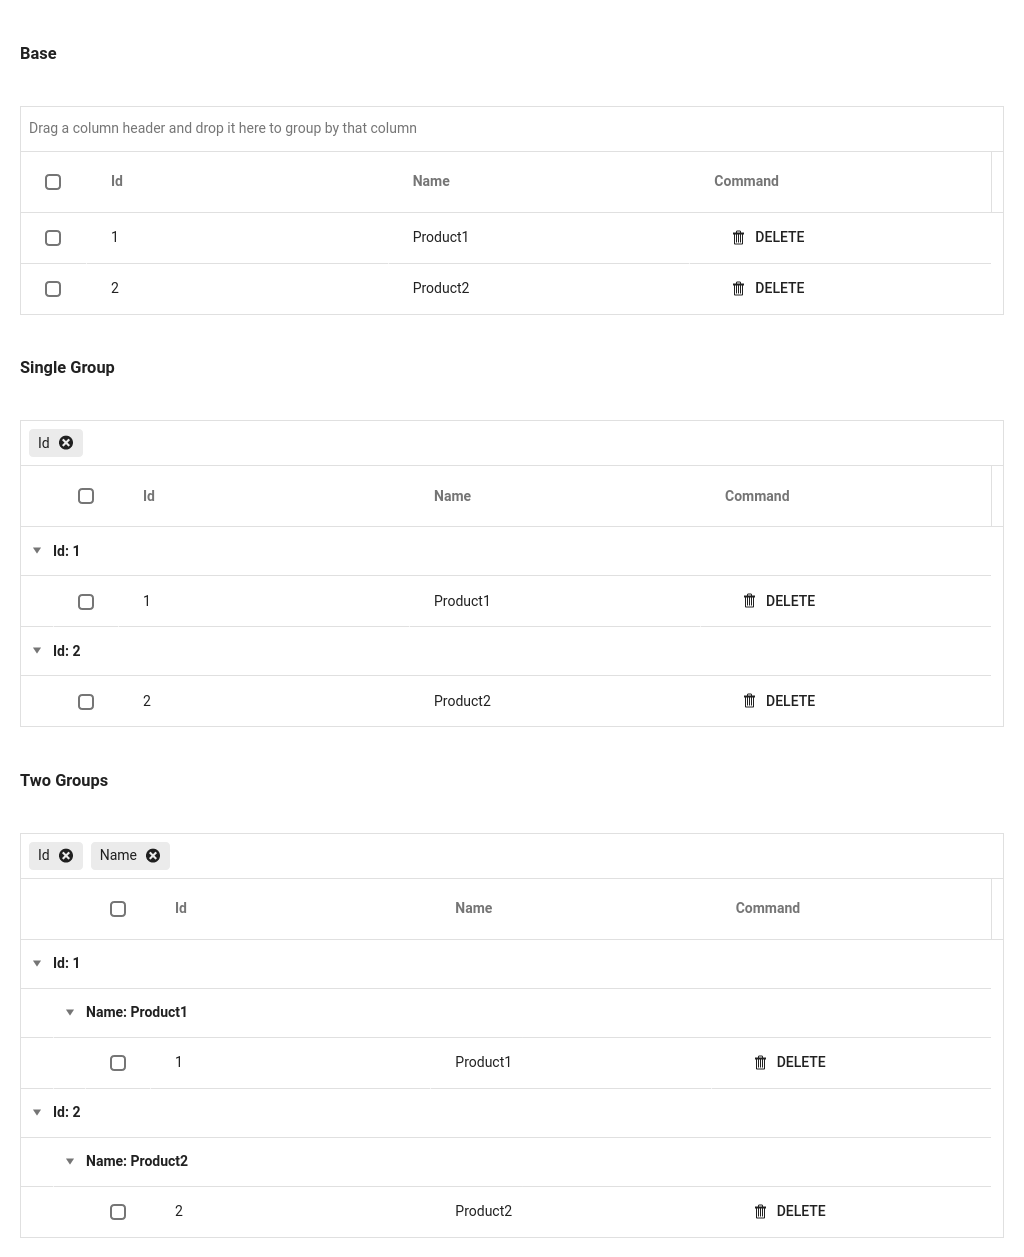 Base
Drag a column header and drop it here to group by that column
Id Name Command
1 Product1 DELETE
2 Product2 DELETE
Single Group
Id
Id Name Command
Id: 1
1 Product1 DELETE
Id: 2
2 Product2 DELETE
Two Groups
Id Name
Id Name Command
Id: 1
Name: Product1
1 Product1 DELETE
Id: 2
Name: Product2
2 Product2 DELETE